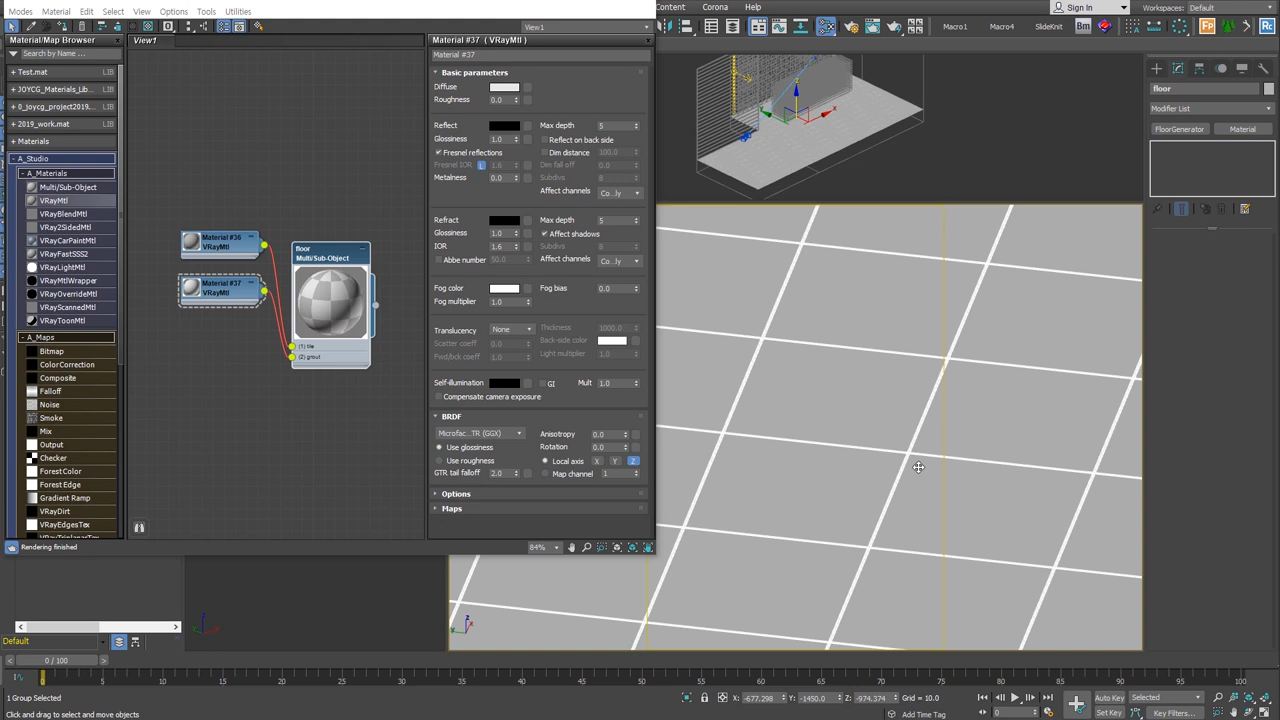 Modes Material Edit Select View Options Tools Utilities
Content Corona Help
Sign In Workspaces: Default
View1
Macro1 Macro4 SlideKnit Bm Fp Rc
Material/Map Browser
Search by Name ...
+ Test.mat LIB
+ JOYCG_Materials_Lib... LIB
+ 0_joycg_project2019... LIB
+ 2019_work.mat LIB
+ Materials
- A_Studio
- A_Materials
Multi/Sub-Object
VRayMtl
VRayBlendMtl
VRay2SidedMtl
VRayCarPaintMtl
VRayFastSSS2
VRayLightMtl
VRayMtlWrapper
VRayOverrideMtl
VRayScannedMtl
VRayToonMtl
- A_Maps
Bitmap
ColorCorrection
Composite
Falloff
Noise
Smoke
Mix
Output
Checker
ForestColor
Forest Edge
Gradient Ramp
VRayDirt
VRayEdgesTex
View1
Material #36
VRayMtl
Material #37
VRayMtl
floor
Multi/Sub-Object
(1) tile
(2) grout
Material #37 ( VRayMtl )
Material #37
Basic parameters
Diffuse
Roughness 0.0
Reflect Max depth 5
Glossiness 1.0 Reflect on back side
Fresnel reflections Dim distance 100.0
Fresnel IOR L 1.6 Dim fall off 0.0
Metalness 0.0 Subdivs 8
Affect channels Co...ly
Refract Max depth 5
Glossiness 1.0 Affect shadows
IOR 1.6 Subdivs 8
Abbe number 50.0 Affect channels Co...ly
Fog color Fog bias 0.0
Fog multiplier 1.0
Translucency None Thickness 1000.0
Scatter coeff 0.0 Back-side color
Fwd/bck coeff 1.0 Light multiplier 1.0
Self-illumination GI Mult 1.0
Compensate camera exposure
BRDF
Microfac...TR (GGX) Anisotropy 0.0
Use glossiness Rotation 0.0
Use roughness Local axis X Y Z
GTR tail falloff 2.0 Map channel 1
Options
Maps
Rendering finished
84%
floor
Modifier List
FloorGenerator Material
x
z
x
y
Default
0 / 100
0 5 10 15 20 25 30 35 40 45 50 55 60 65 70 75 80 85 90 95 100
1 Group Selected
X: -677.298 Y: -1450.0 Z: -974.374 Grid = 10.0
Auto Key Selected
Click and drag to select and move objects
Add Time Tag
0
Set Key Key Filters...